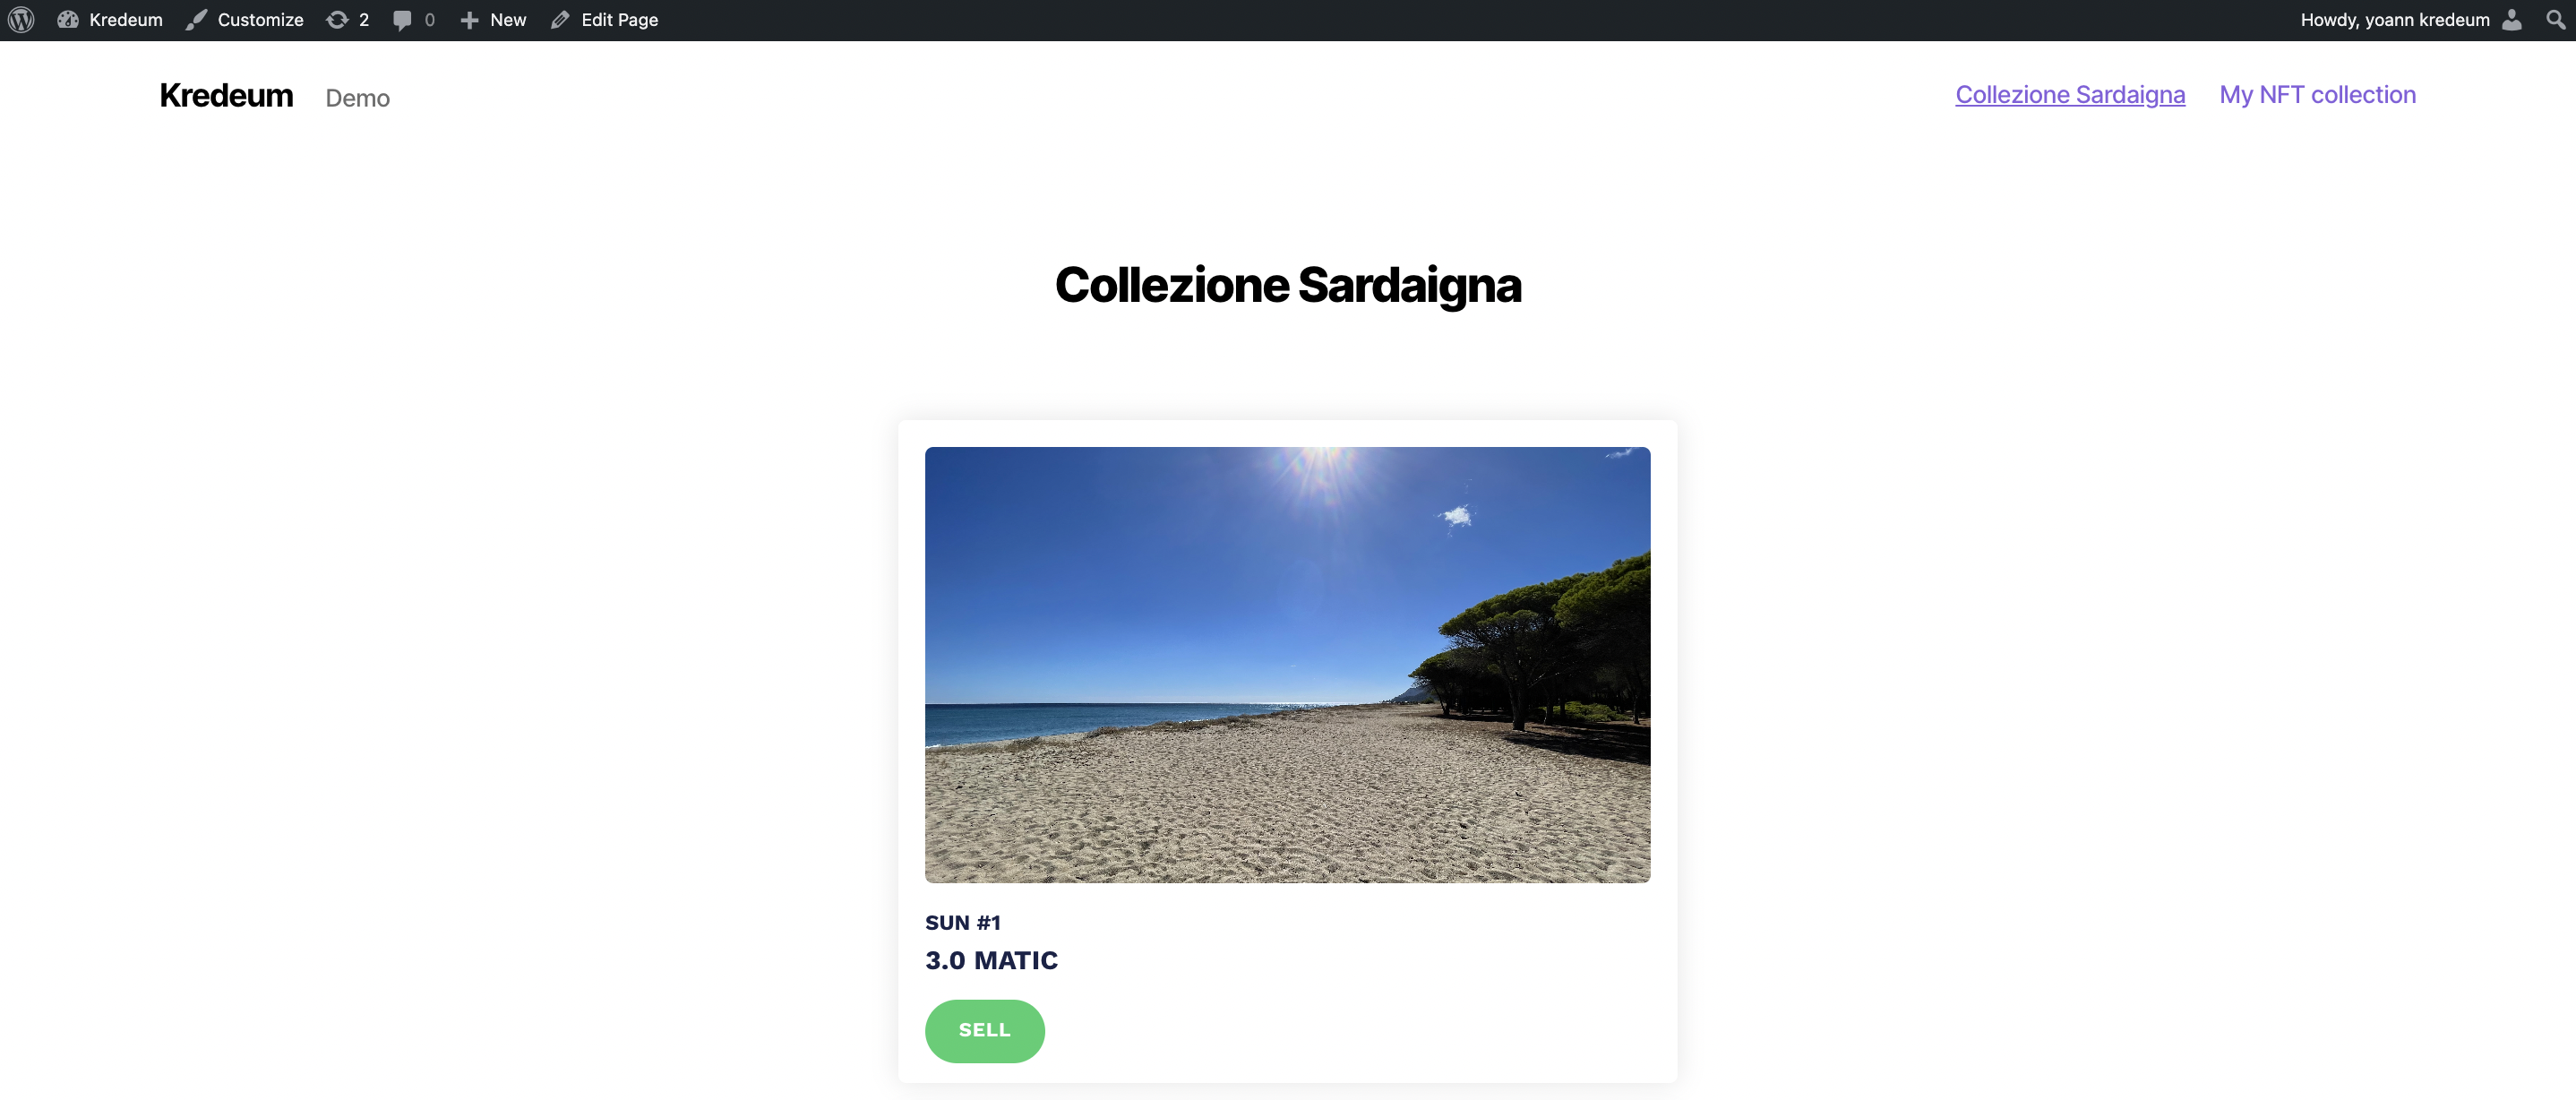 Kredeum Customize 2 0 New Edit Page Howdy, yoann kredeum
Kredeum Demo Collezione Sardaigna My NFT collection
Collezione Sardaigna
SUN #1
3.0 MATIC
SELL